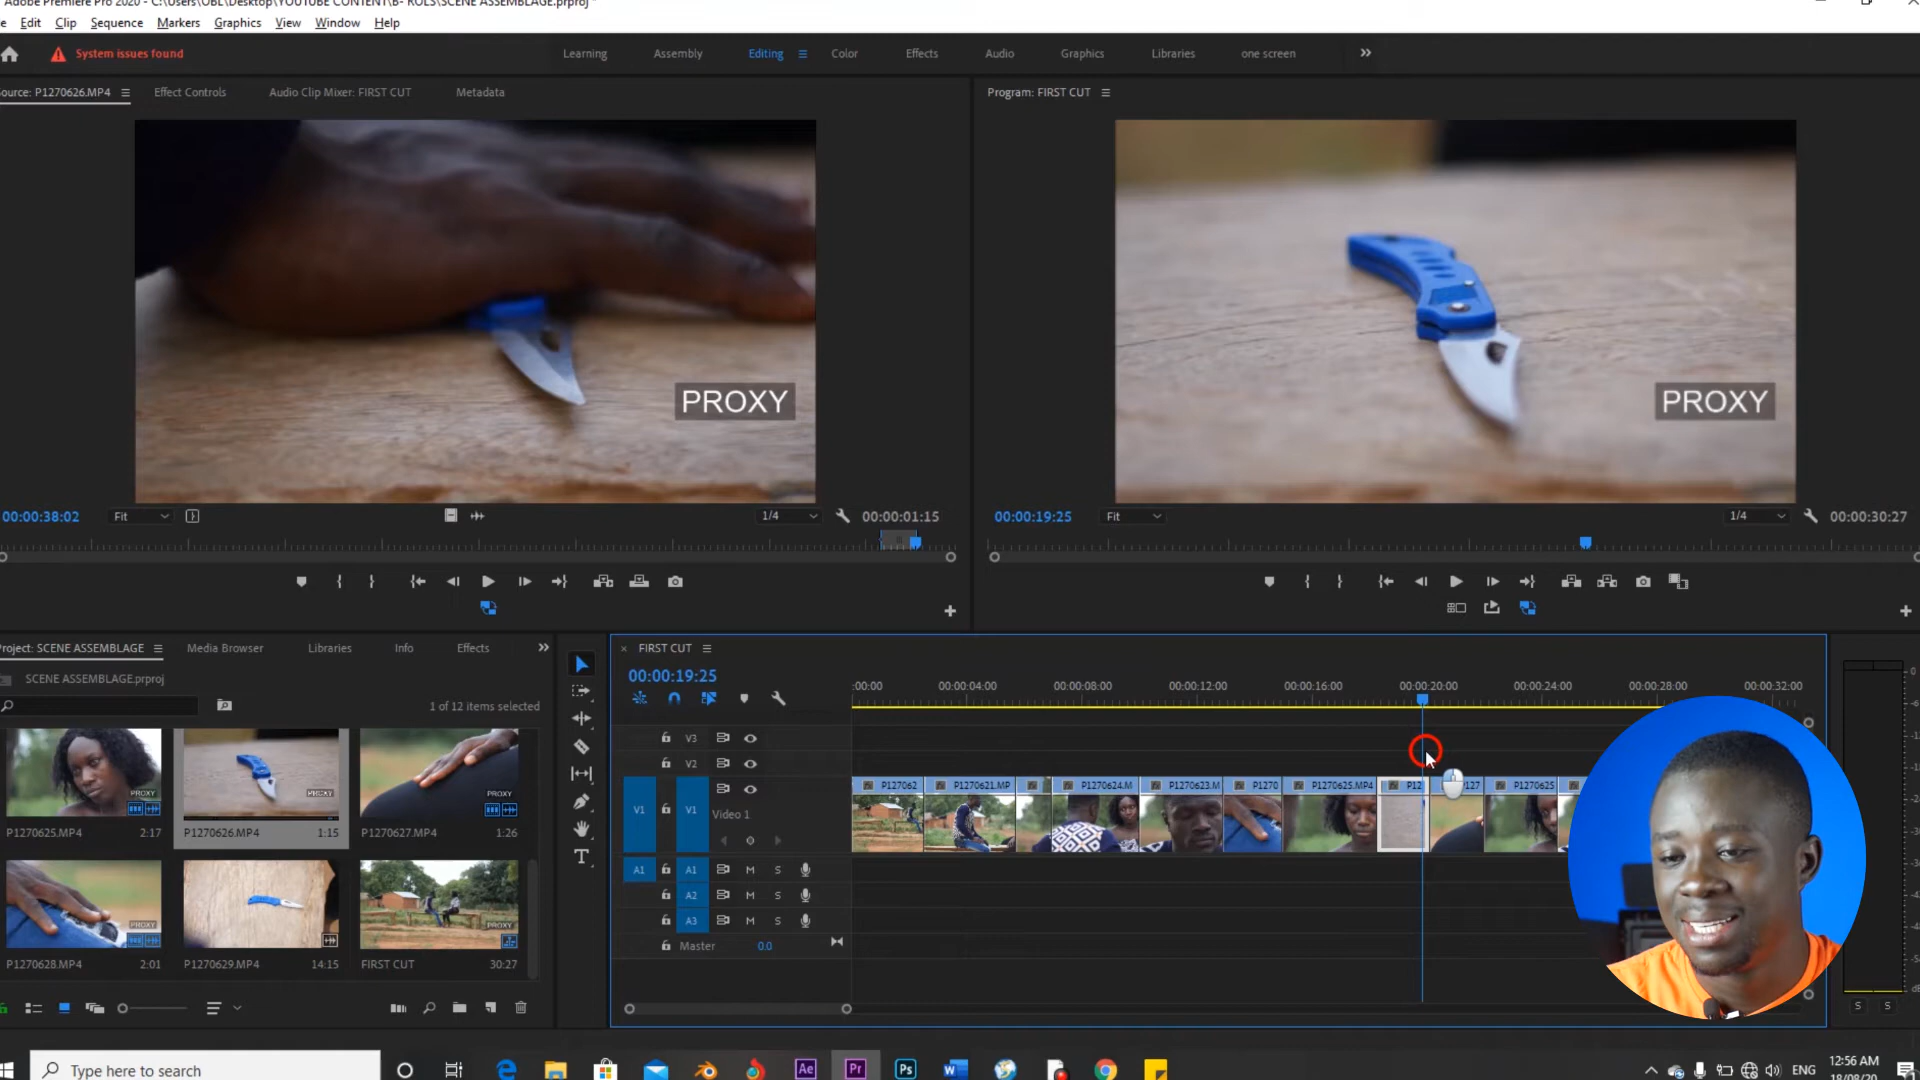 Adobe Premiere Pro 2020 - C:\Users\OBL\Desktop\YOUTUBE CONTENT\B- ROLS\SCENE ASSEMBLAGE.prproj *
Edit Clip Sequence Markers Graphics View Window Help
System issues found
Learning Assembly Editing Color Effects Audio Graphics Libraries one screen
Source: P1270626.MP4 Effect Controls Audio Clip Mixer: FIRST CUT Metadata
Program: FIRST CUT
PROXY
PROXY
00:00:38:02 Fit 1/4 00:00:01:15
00:00:19:25 Fit 1/4 00:00:30:27
Project: SCENE ASSEMBLAGE Media Browser Libraries Info Effects
SCENE ASSEMBLAGE.prproj
1 of 12 items selected
PROXY
PROXY
P1270625.MP4 2:17
P1270626.MP4 1:15
P1270627.MP4 1:26
PROXY
PROXY
P1270628.MP4 2:01
P1270629.MP4 14:15
FIRST CUT 30:27
FIRST CUT
00:00:19:25
:00:00 00:00:04:00 00:00:08:00 00:00:12:00 00:00:16:00 00:00:20:00 00:00:24:00 00:00:28:00 00:00:32:00
V3
V2
V1 V1
Video 1
P127062 P1270621.MP P1270624.M P1270623.M P1270 P1270625.MP4 P12 127 P1270625
A1 A1 M S
A2 M S
A3 M S
Master 0.0
0
S S
Type here to search
Ae Pr Ps
ENG
12:56 AM
18/08/20